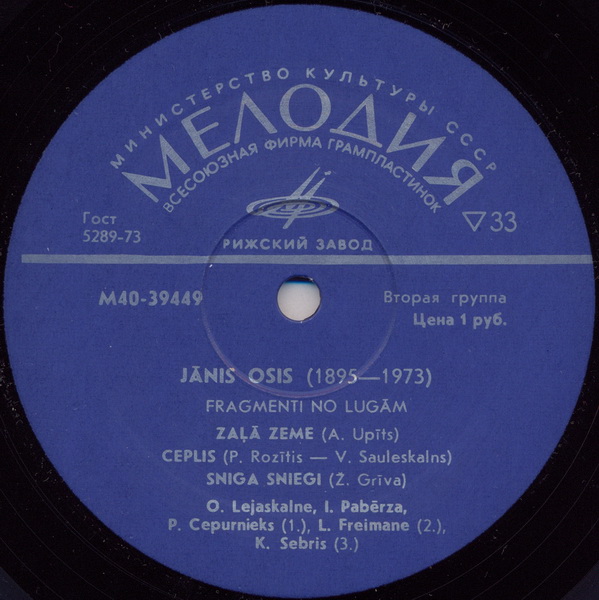 МИНИСТЕРСТВО КУЛЬТУРЫ СССР
МЕЛОДИЯ
ВСЕСОЮЗНАЯ ФИРМА ГРАМПЛАСТИНОК
Гост
5289-73
33
РИЖСКИЙ ЗАВОД
М40-39449
Вторая группа
Цена 1 руб.
JĀNIS OSIS (1895—1973)
FRAGMENTI NO LUGĀM
ZAĻĀ ZEME (A. Upīts)
CEPLIS (P. Rozītis — V. Sauleskalns)
SNIGA SNIEGI (Ž. Grīva)
O. Lejaskalne, I. Pabērza,
P. Cepurnieks (1.), L. Freimane (2.),
K. Sebris (3.)